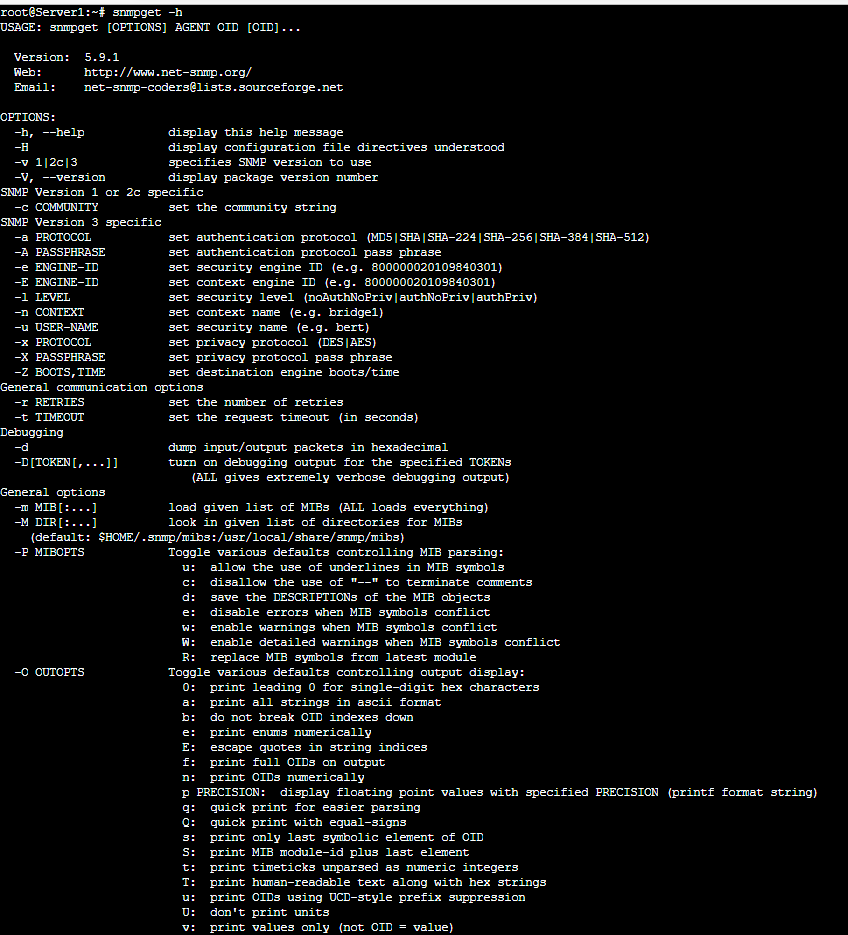 root@Server1:~# snmpget -h
USAGE: snmpget [OPTIONS] AGENT OID [OID]...
Version:  5.9.1
Web:      http://www.net-snmp.org/
Email:    net-snmp-coders@lists.sourceforge.net
OPTIONS:
  -h, --help            display this help message
  -H                    display configuration file directives understood
  -v 1|2c|3             specifies SNMP version to use
  -V, --version         display package version number
SNMP Version 1 or 2c specific
  -c COMMUNITY          set the community string
SNMP Version 3 specific
  -a PROTOCOL           set authentication protocol (MD5|SHA|SHA-224|SHA-256|SHA-384|SHA-512)
  -A PASSPHRASE         set authentication protocol pass phrase
  -e ENGINE-ID          set security engine ID (e.g. 800000020109840301)
  -E ENGINE-ID          set context engine ID (e.g. 800000020109840301)
  -l LEVEL              set security level (noAuthNoPriv|authNoPriv|authPriv)
  -n CONTEXT            set context name (e.g. bridge1)
  -u USER-NAME          set security name (e.g. bert)
  -x PROTOCOL           set privacy protocol (DES|AES)
  -X PASSPHRASE         set privacy protocol pass phrase
  -Z BOOTS,TIME         set destination engine boots/time
General communication options
  -r RETRIES            set the number of retries
  -t TIMEOUT            set the request timeout (in seconds)
Debugging
  -d                    dump input/output packets in hexadecimal
  -D[TOKEN[,...]]       turn on debugging output for the specified TOKENs
                           (ALL gives extremely verbose debugging output)
General options
  -m MIB[:...]          load given list of MIBs (ALL loads everything)
  -M DIR[:...]          look in given list of directories for MIBs
    (default: $HOME/.snmp/mibs:/usr/local/share/snmp/mibs)
  -P MIBOPTS            Toggle various defaults controlling MIB parsing:
                          u:  allow the use of underlines in MIB symbols
                          c:  disallow the use of "--" to terminate comments
                          d:  save the DESCRIPTIONs of the MIB objects
                          e:  disable errors when MIB symbols conflict
                          w:  enable warnings when MIB symbols conflict
                          W:  enable detailed warnings when MIB symbols conflict
                          R:  replace MIB symbols from latest module
  -O OUTOPTS            Toggle various defaults controlling output display:
                          0:  print leading 0 for single-digit hex characters
                          a:  print all strings in ascii format
                          b:  do not break OID indexes down
                          e:  print enums numerically
                          E:  escape quotes in string indices
                          f:  print full OIDs on output
                          n:  print OIDs numerically
                          p PRECISION:  display floating point values with specified PRECISION (printf format string)
                          q:  quick print for easier parsing
                          Q:  quick print with equal-signs
                          s:  print only last symbolic element of OID
                          S:  print MIB module-id plus last element
                          t:  print timeticks unparsed as numeric integers
                          T:  print human-readable text along with hex strings
                          u:  print OIDs using UCD-style prefix suppression
                          U:  don't print units
                          v:  print values only (not OID = value)